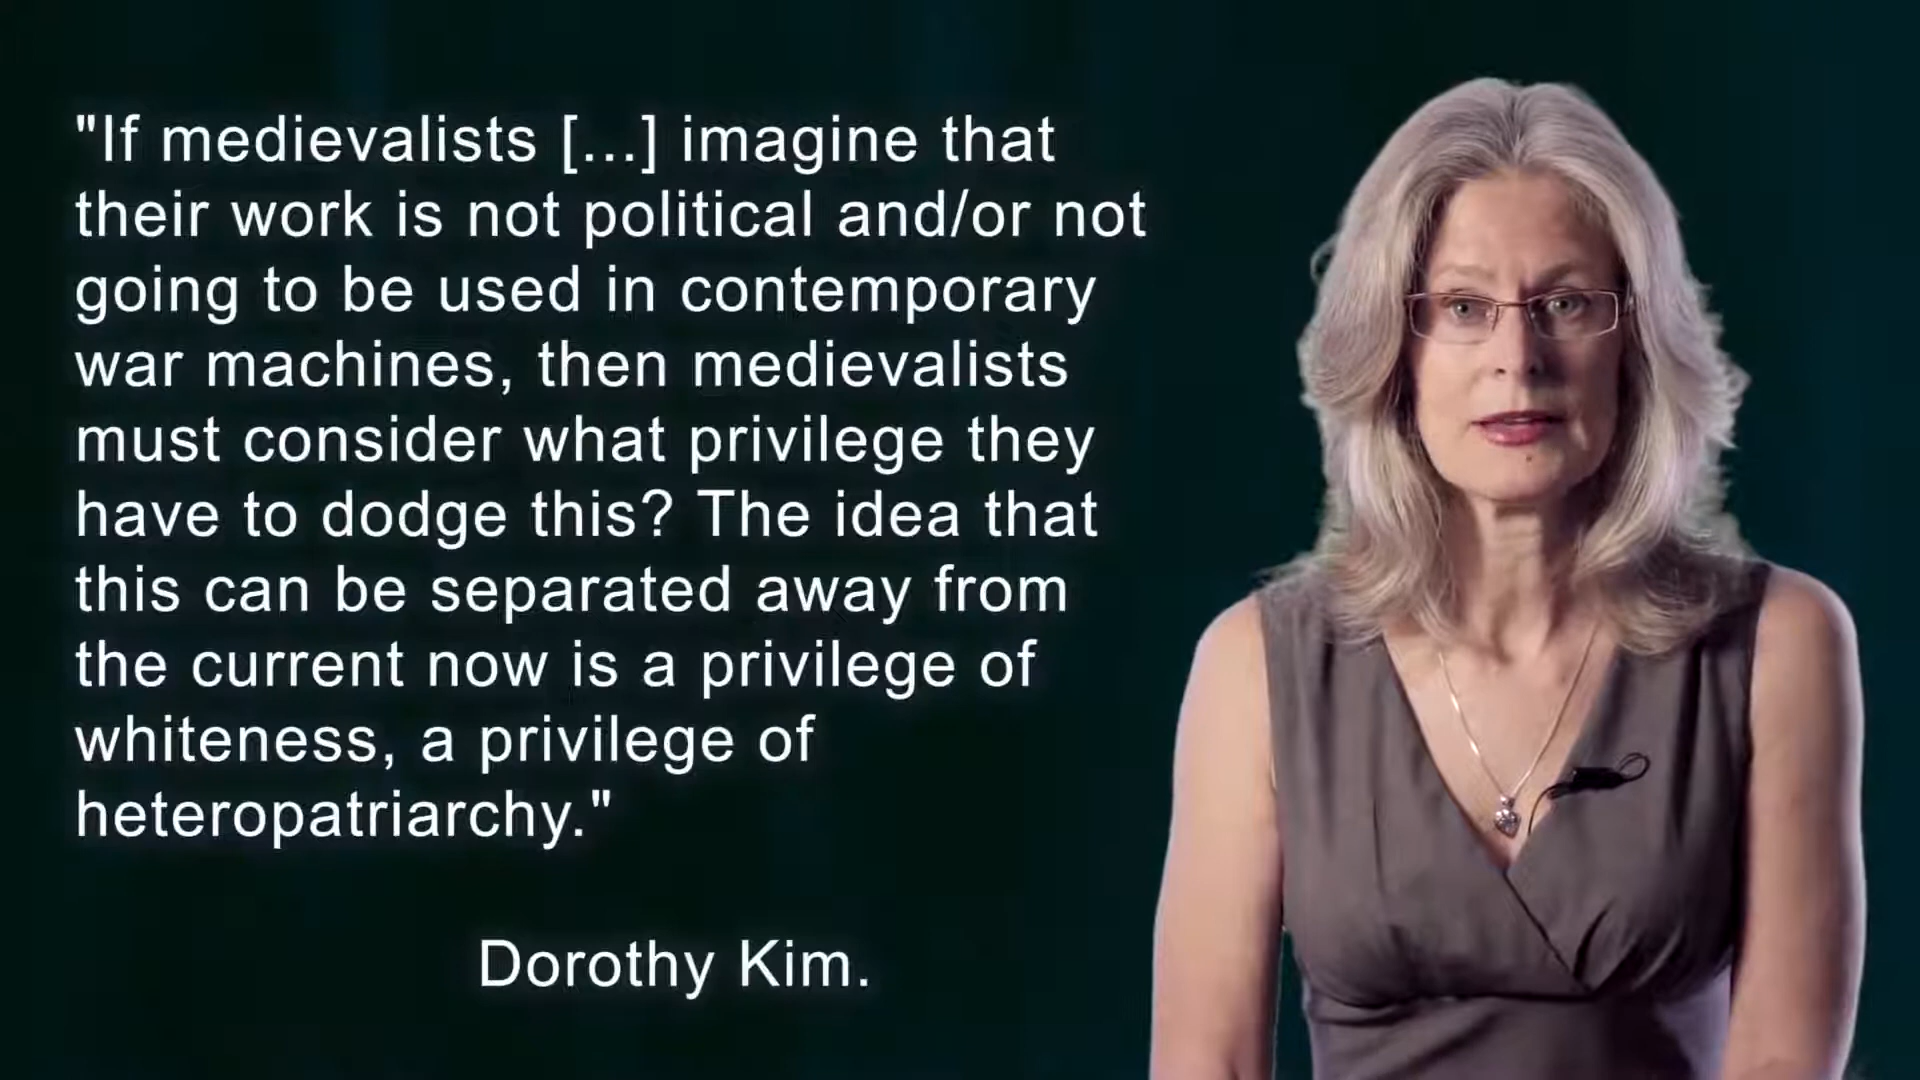 "If medievalists [...] imagine that
their work is not political and/or not
going to be used in contemporary
war machines, then medievalists
must consider what privilege they
have to dodge this? The idea that
this can be separated away from
the current now is a privilege of
whiteness, a privilege of
heteropatriarchy."
Dorothy Kim.